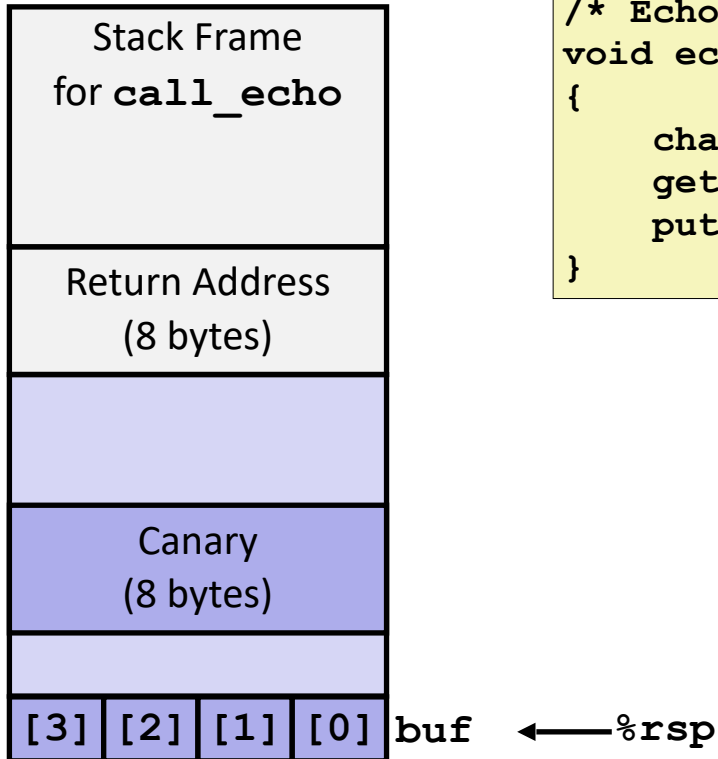 Stack Frame
for call_echo
Return Address
(8 bytes)
Canary
(8 bytes)
[3] [2] [1] [0] buf %rsp
/* Echo
void ec
{
cha
get
put
}